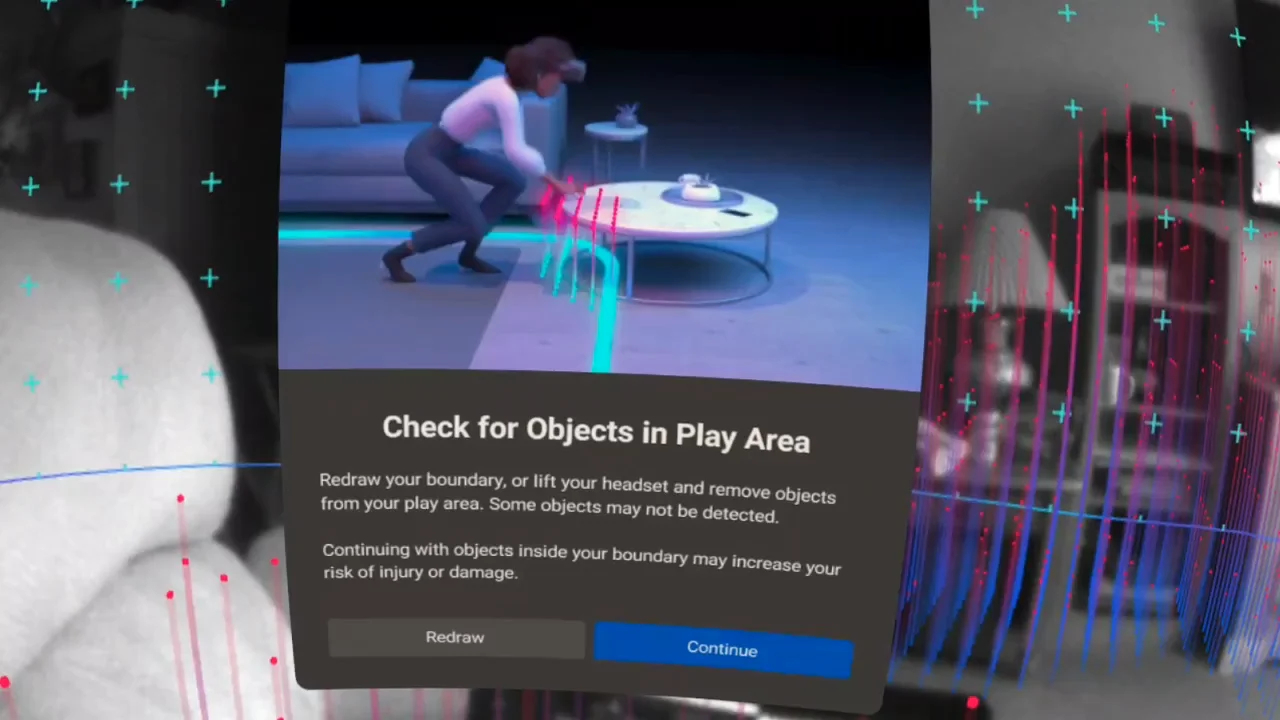 Check for Objects in Play Area
Redraw your boundary, or lift your headset and remove objects
from your play area. Some objects may not be detected.
Continuing with objects inside your boundary may increase your
risk of injury or damage.
Redraw
Continue